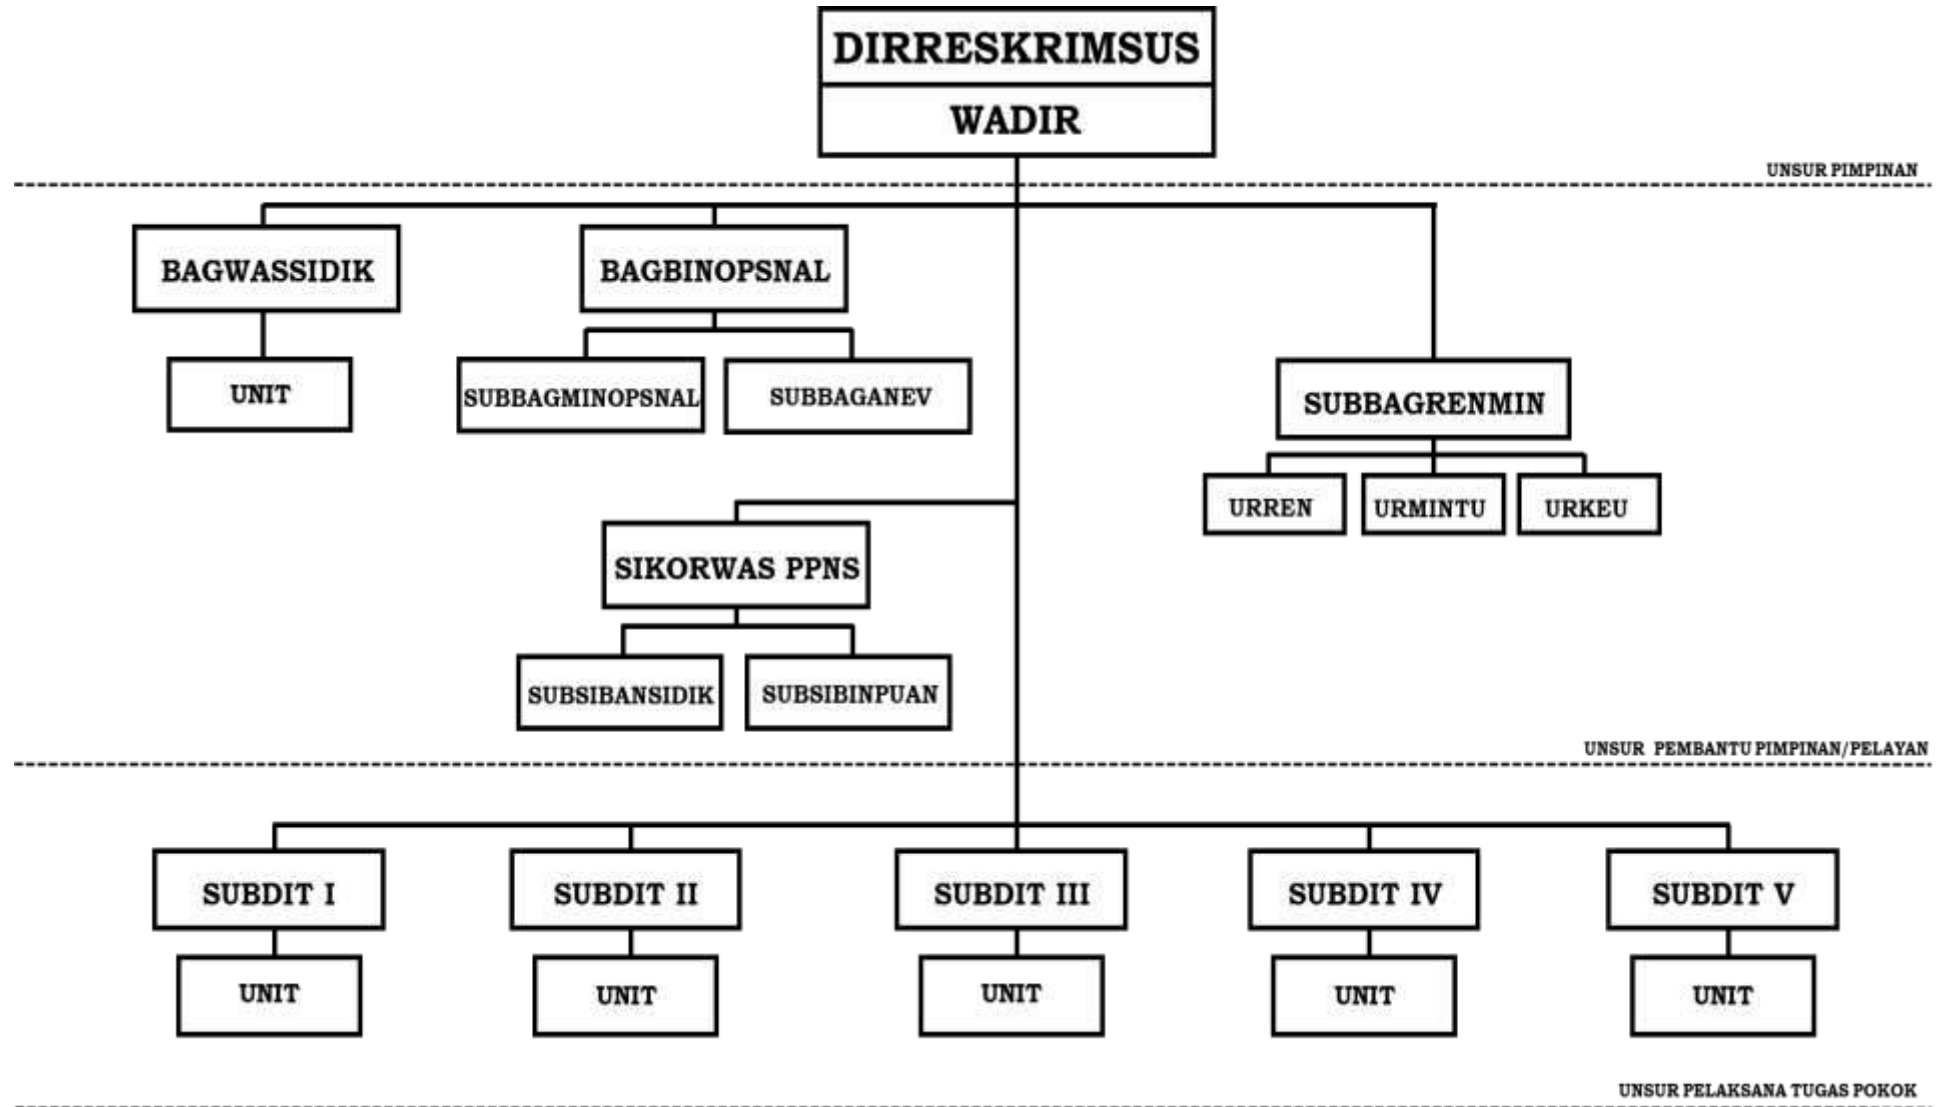 DIRRESKRIMSUS
WADIR
UNSUR PIMPINAN
BAGWASSIDIK
BAGBINOPSNAL
UNIT
SUBBAGMINOPSNAL
SUBBAGANEV
SUBBAGRENMIN
URREN
URMINTU
URKEU
SIKORWAS PPNS
SUBSIBANSIDIK
SUBSIBINPUAN
UNSUR PEMBANTU PIMPINAN/PELAYAN
SUBDIT I
SUBDIT II
SUBDIT III
SUBDIT IV
SUBDIT V
UNIT
UNIT
UNIT
UNIT
UNIT
UNSUR PELAKSANA TUGAS POKOK